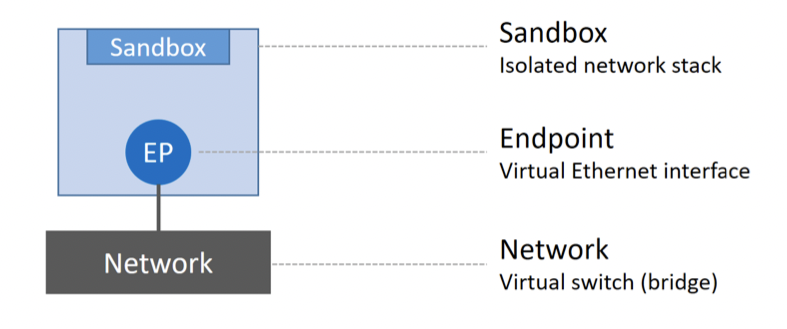 Sandbox
Sandbox
Isolated network stack
EP
Endpoint
Virtual Ethernet interface
Network
Network
Virtual switch (bridge)